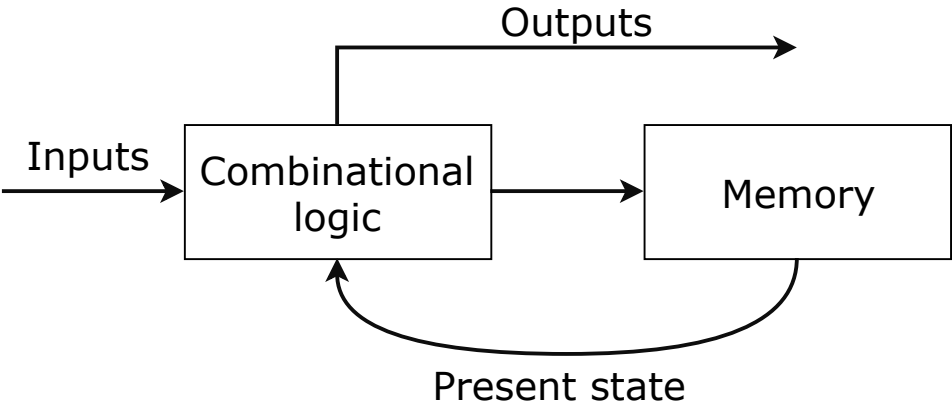 Outputs
Inputs
Combinational
logic
Memory
Present state